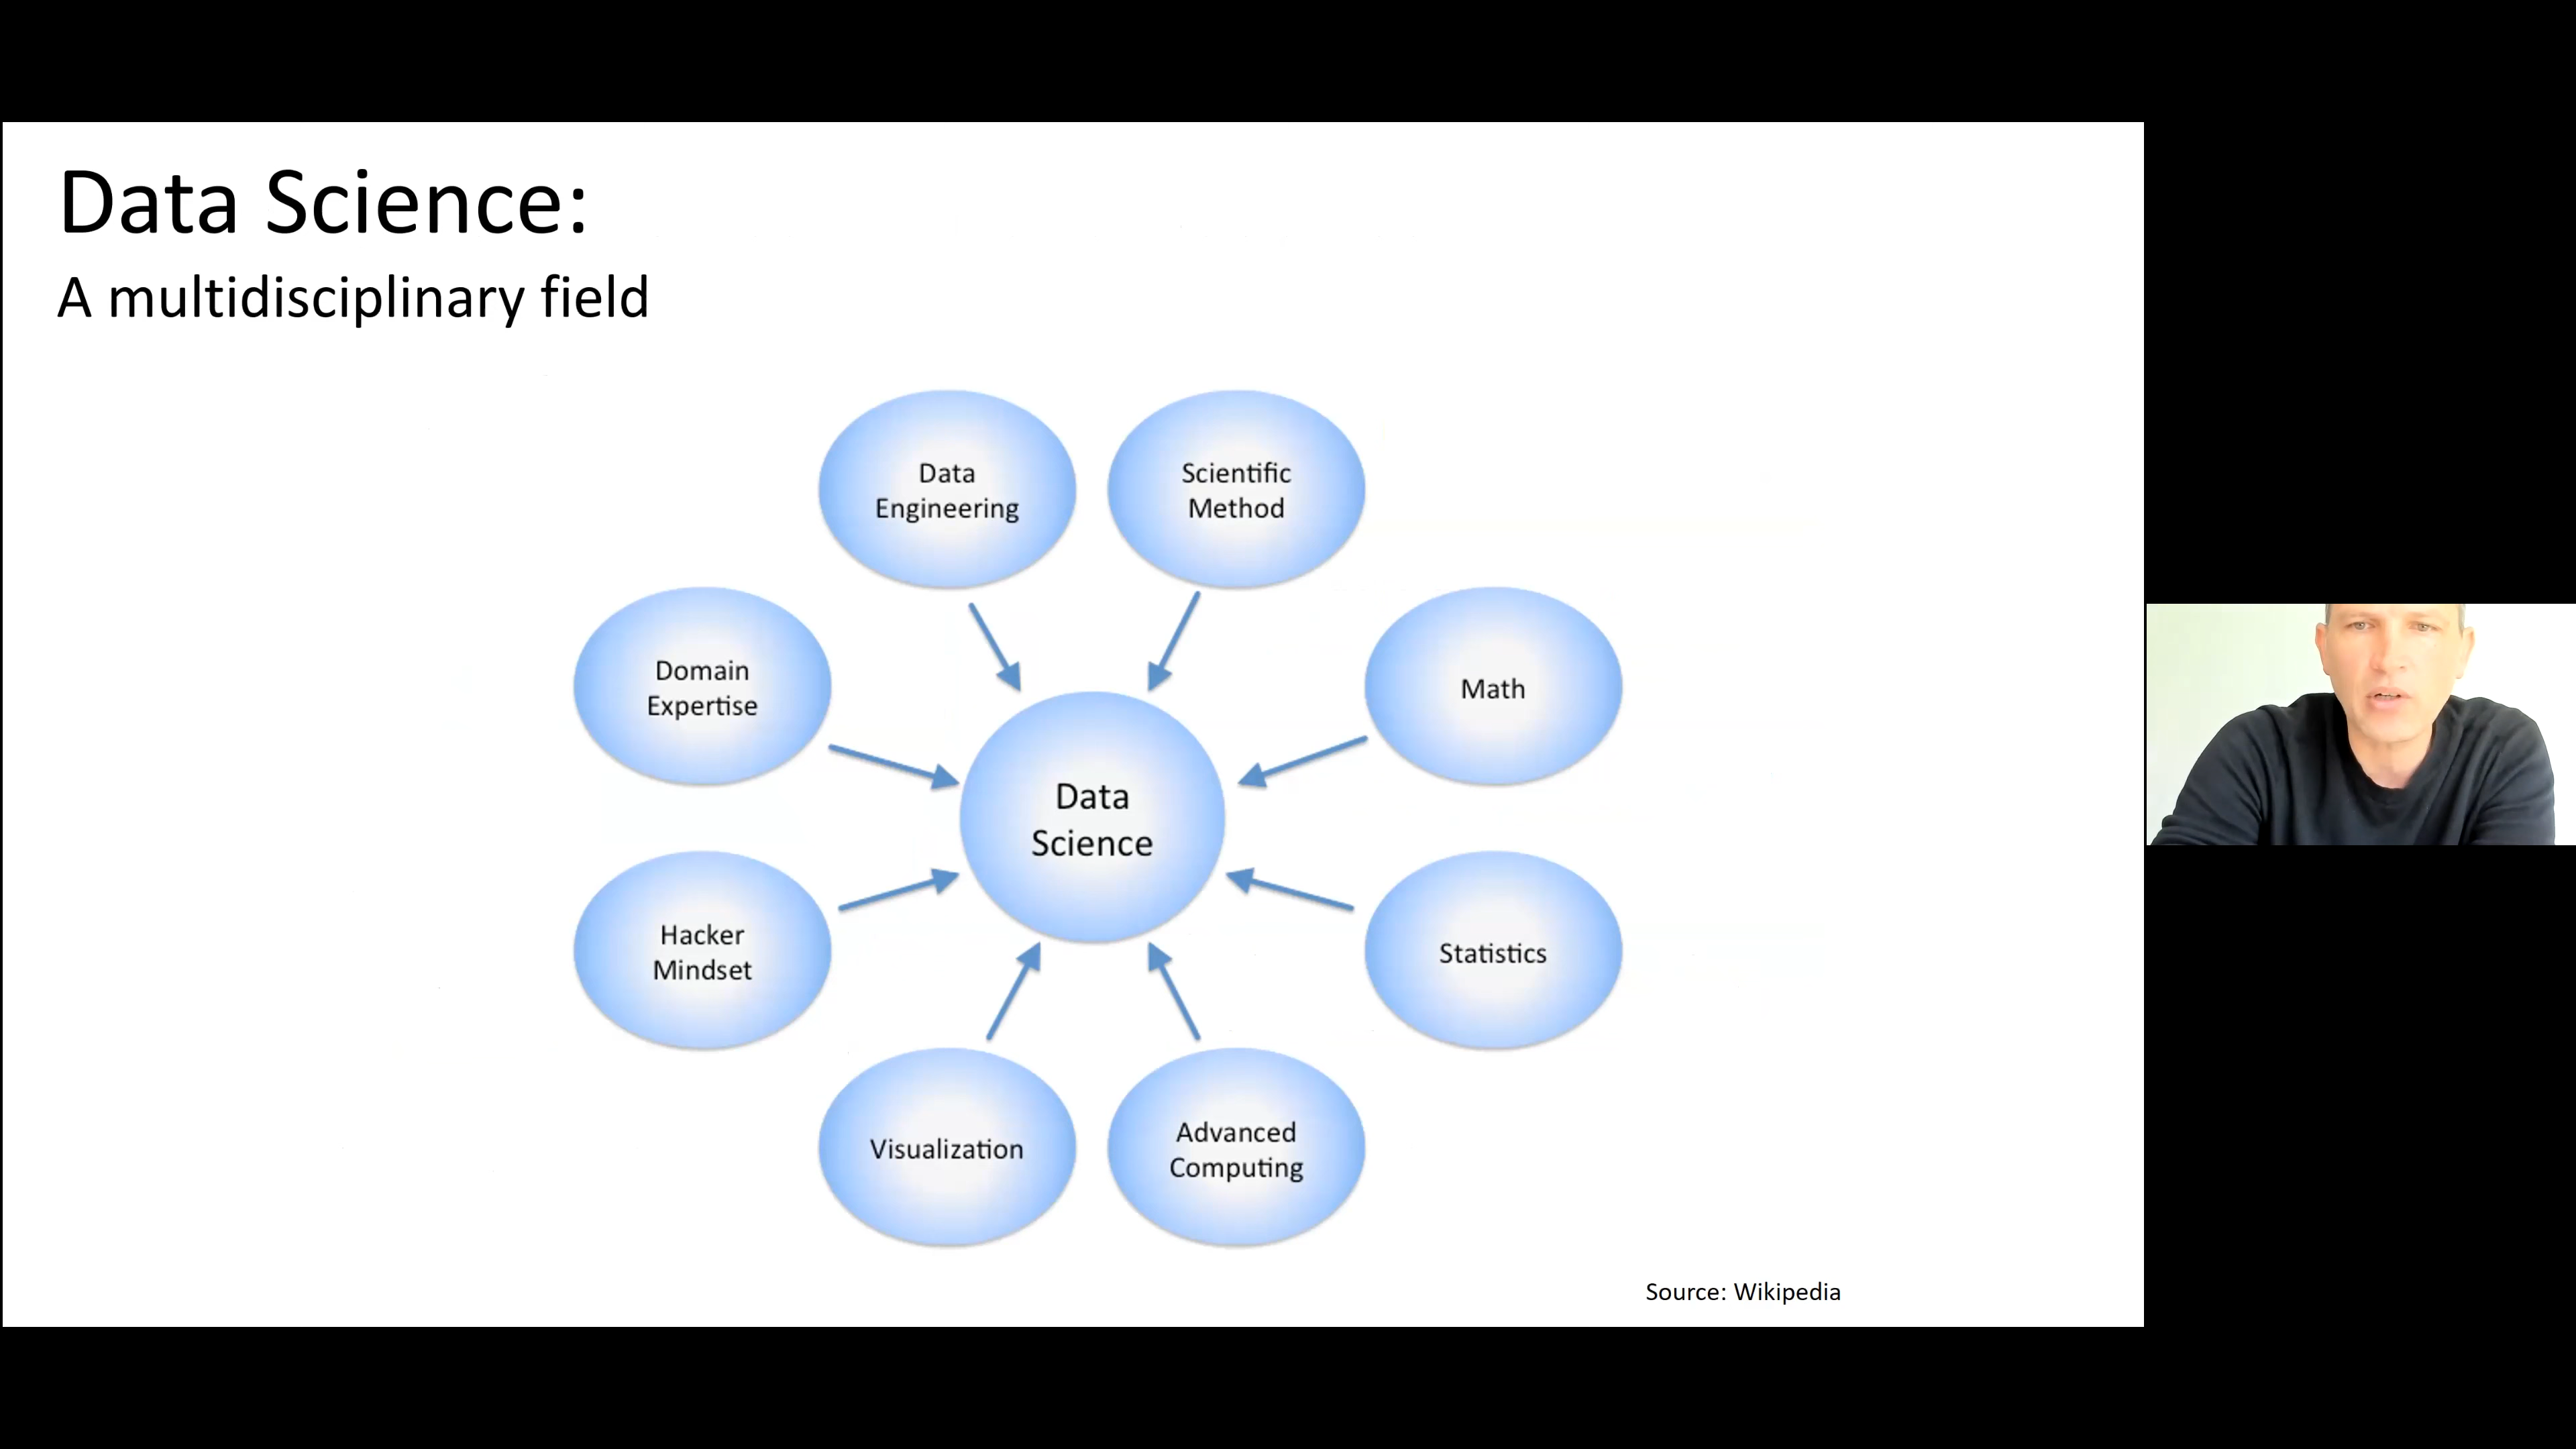 Data Science:
A multidisciplinary field
Data
Engineering
Scientific
Method
Domain
Expertise
Math
Data
Science
Hacker
Mindset
Statistics
Visualization
Advanced
Computing
Source: Wikipedia